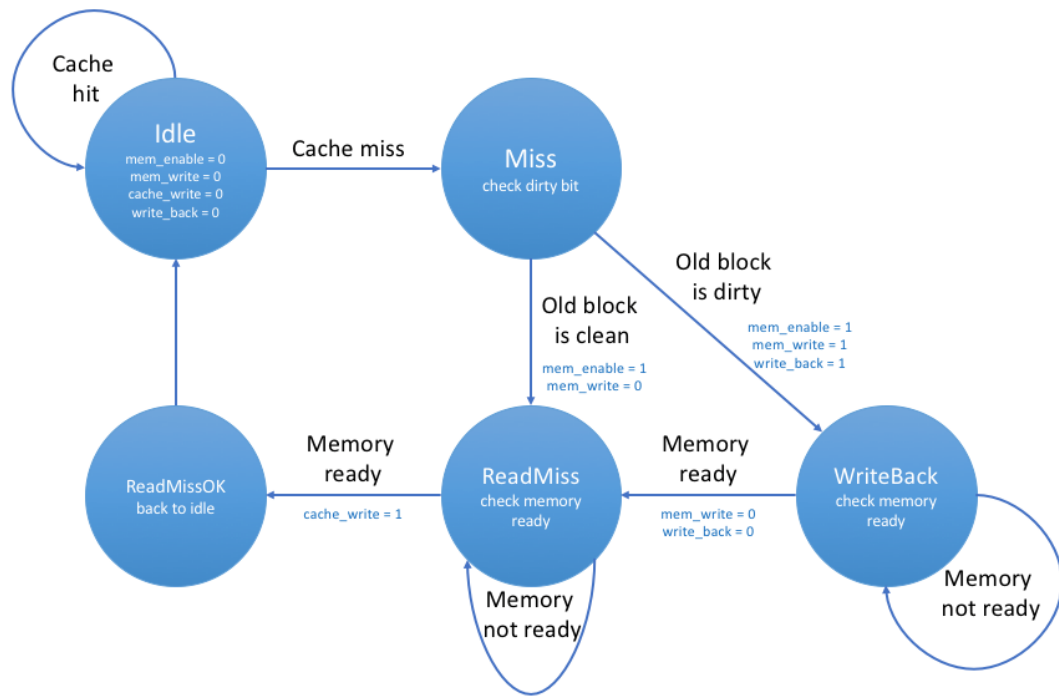 Cache
hit
Idle
mem_enable = 0
mem_write = 0
cache_write = 0
write_back = 0
Cache miss
Miss
check dirty bit
Old block
is clean
mem_enable = 1
mem_write = 0
Old block
is dirty
mem_enable = 1
mem_write = 1
write_back = 1
ReadMissOK
back to idle
Memory
ready
cache_write = 1
ReadMiss
check memory
ready
Memory
ready
mem_write = 0
write_back = 0
WriteBack
check memory
ready
Memory
not ready
Memory
not ready